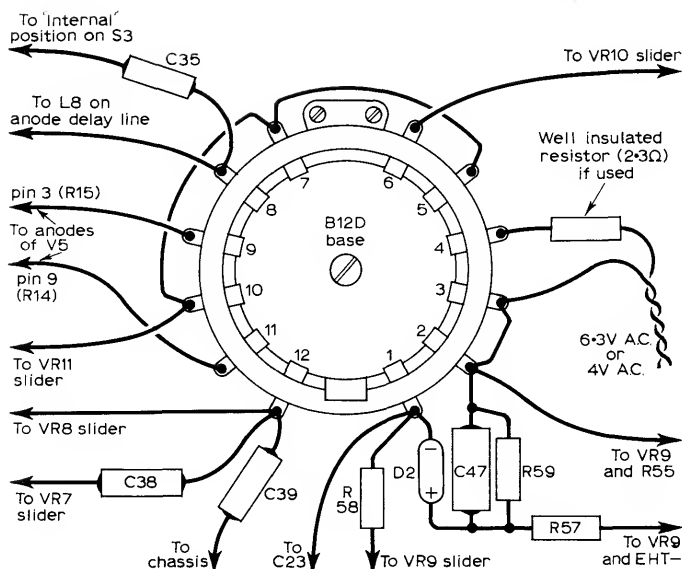 To 'Internal'
position on S3
C35
To VR10 slider
To L8 on
anode delay line
Well insulated
resistor (2·3Ω)
if used
7
6
8
5
B12D
base
pin 3 (R15)
9
4
To anodes
of V5
pin 9
(R14)
10
3
11
2
12
1
6·3V A.C.
or
4V A.C.
To VR11
slider
To VR8 slider
To VR9
and R55
C38
C39
R
58
D2
−
+
C47
R59
To VR7
slider
R57
To
chassis
To
C23
To VR9 slider
To VR9
and EHT−